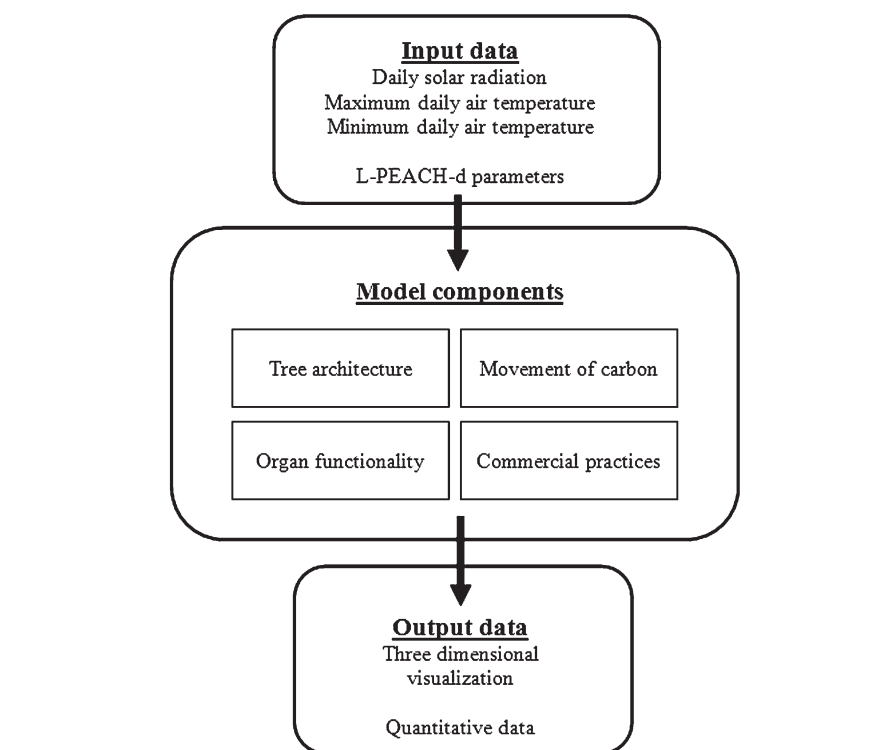 Input data
Daily solar radiation
Maximum daily air temperature
Minimum daily air temperature
L-PEACH-d parameters
Model components
Tree architecture
Movement of carbon
Organ functionality
Commercial practices
Output data
Three dimensional
visualization
Quantitative data